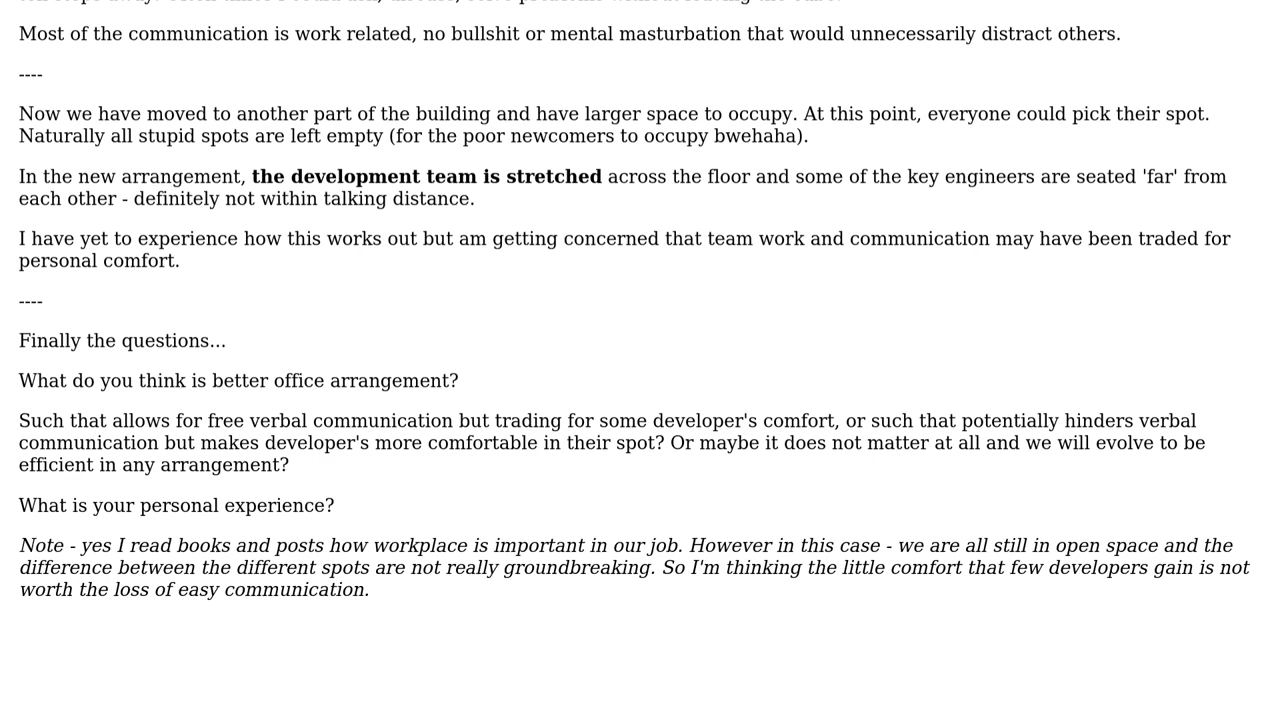 Most of the communication is work related, no bullshit or mental masturbation that would unnecessarily distract others.
----
Now we have moved to another part of the building and have larger space to occupy. At this point, everyone could pick their spot.
Naturally all stupid spots are left empty (for the poor newcomers to occupy bwehaha).
In the new arrangement, the development team is stretched across the floor and some of the key engineers are seated 'far' from
each other - definitely not within talking distance.
I have yet to experience how this works out but am getting concerned that team work and communication may have been traded for
personal comfort.
----
Finally the questions...
What do you think is better office arrangement?
Such that allows for free verbal communication but trading for some developer's comfort, or such that potentially hinders verbal
communication but makes developer's more comfortable in their spot? Or maybe it does not matter at all and we will evolve to be
efficient in any arrangement?
What is your personal experience?
Note - yes I read books and posts how workplace is important in our job. However in this case - we are all still in open space and the
difference between the different spots are not really groundbreaking. So I'm thinking the little comfort that few developers gain is not
worth the loss of easy communication.